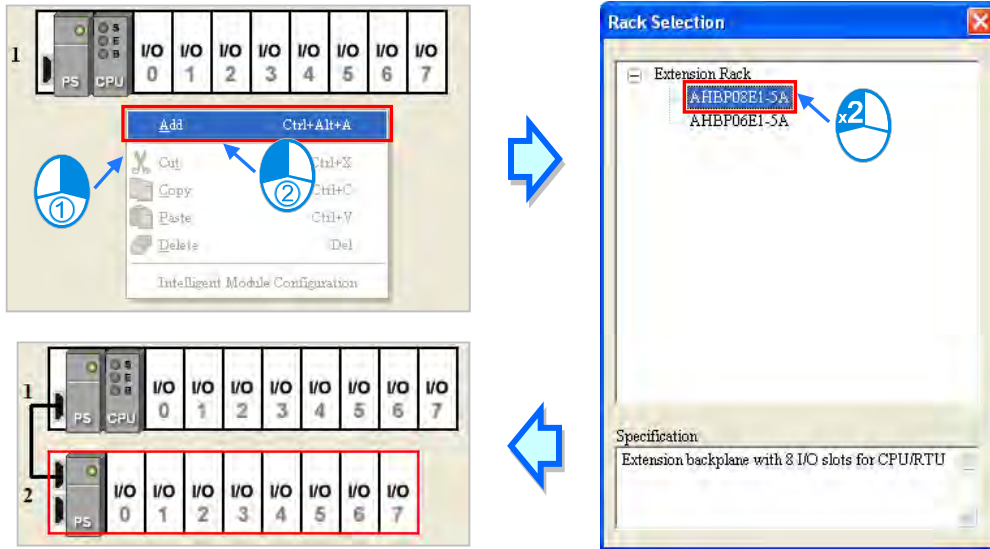 1
S
E
B
PS CPU
I/O I/O I/O I/O I/O I/O I/O I/O
0 1 2 3 4 5 6 7
Add Ctrl+Alt+A
Cut Ctrl+X
Copy Ctrl+C
Paste Ctrl+V
Delete Del
Intelligent Module Configuration
①
②
Rack Selection
Extension Rack
AHBP08E1-5A
AHBP06E1-5A
x2
Specification
Extension backplane with 8 I/O slots for CPU/RTU
1
S
E
B
PS CPU
I/O I/O I/O I/O I/O I/O I/O I/O
0 1 2 3 4 5 6 7
2
PS
I/O I/O I/O I/O I/O I/O I/O I/O
0 1 2 3 4 5 6 7